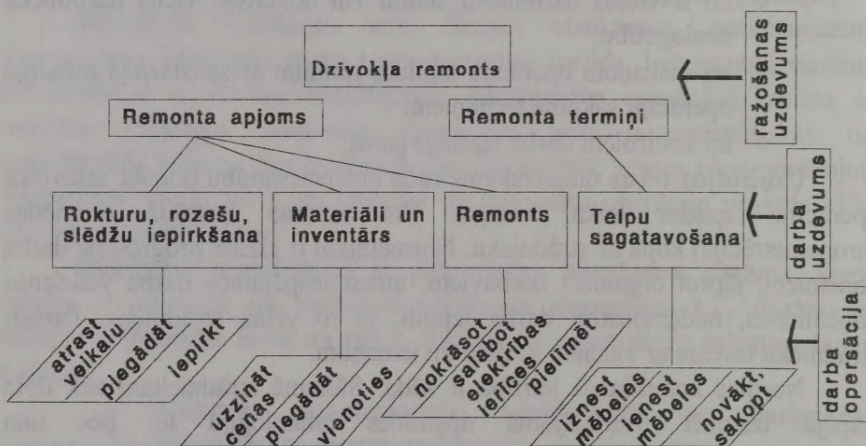 Dzīvokļa remonts
ražošanas
uzdevums
Remonta apjoms
Remonta termiņi
Rokturu, rozešu,
slēdžu iepirkšana
Materiāli un
inventārs
Remonts
Telpu
sagatavošana
darba
uzdevums
atrast
veikalu
piegādāt
iepirkt
uzzināt
cenas
piegādāt
vienoties
noklāsot
salabot
elektrības
ierīces
pielīmēt
iznest
mēbeles
ienest
mēbeles
novākt,
sakopt
darba
opersācija